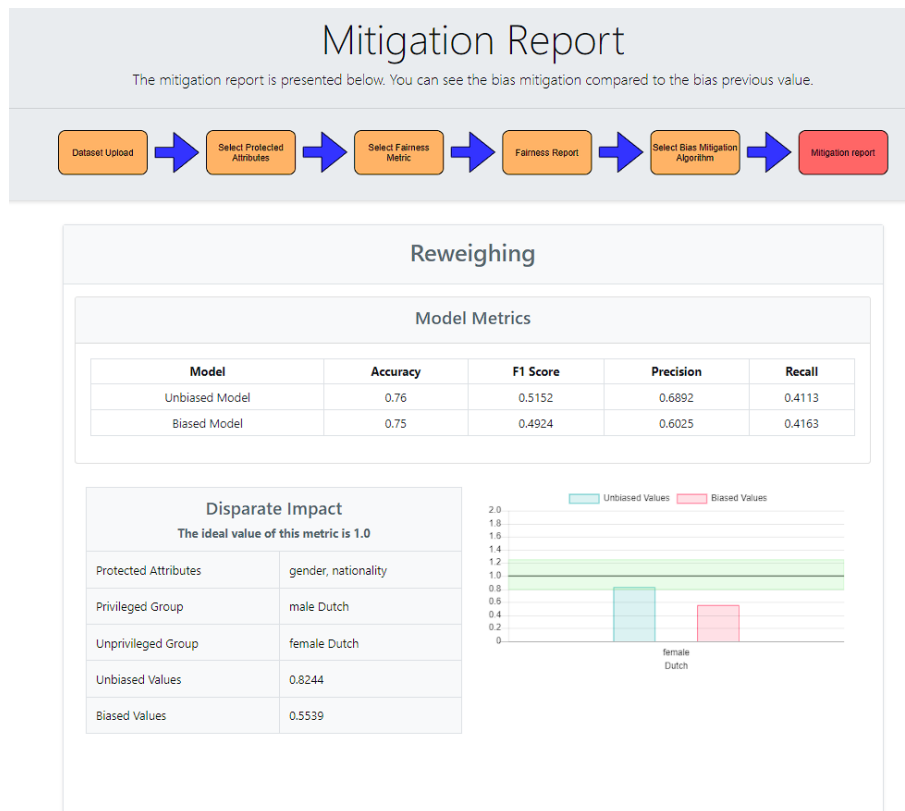 Mitigation Report
The mitigation report is presented below. You can see the bias mitigation compared to the bias previous value.
Dataset Upload
Select Protected
Attributes
Select Fairness
Metric
Fairness Report
Select Bias Mitigation
Algorithm
Mitigation report
Reweighing
Model Metrics
Model Accuracy F1 Score Precision Recall
Unbiased Model 0.76 0.5152 0.6892 0.4113
Biased Model 0.75 0.4924 0.6025 0.4163
Disparate Impact
The ideal value of this metric is 1.0
Protected Attributes gender, nationality
Privileged Group male Dutch
Unprivileged Group female Dutch
Unbiased Values 0.8244
Biased Values 0.5539
Unbiased Values Biased Values
2.0
1.8
1.6
1.4
1.2
1.0
0.8
0.6
0.4
0.2
0
female
Dutch